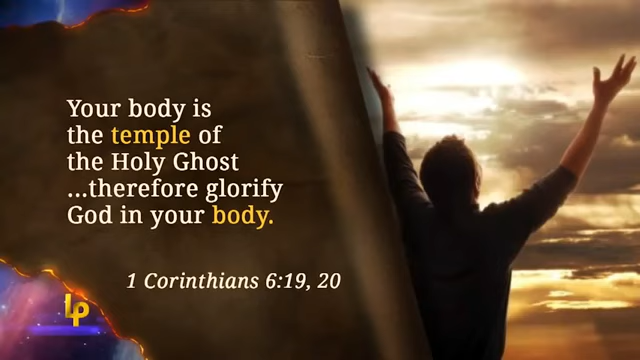 Your body is
the temple of
the Holy Ghost
...therefore glorify
God in your body.
1 Corinthians 6:19, 20
LP